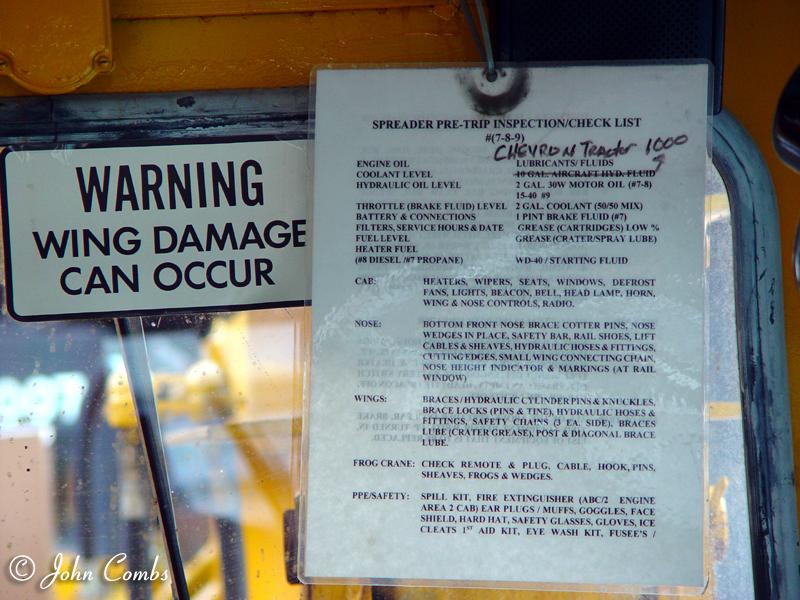 WARNING
WING DAMAGE
CAN OCCUR
SPREADER PRE-TRIP INSPECTION/CHECK LIST
#(7-8-9)
CHEVRON Tractor 1000
9
ENGINE OIL LUBRICANTS/ FLUIDS
COOLANT LEVEL 10 GAL. AIRCRAFT HYD. FLUID
HYDRAULIC OIL LEVEL 2 GAL. 30W MOTOR OIL (#7-8)
15-40 #9
THROTTLE (BRAKE FLUID) LEVEL 2 GAL. COOLANT (50/50 MIX)
BATTERY & CONNECTIONS 1 PINT BRAKE FLUID (#7)
FILTERS, SERVICE HOURS & DATE GREASE (CARTRIDGES) LOW %
FUEL LEVEL GREASE (CRATER/SPRAY LUBE)
HEATER FUEL
(#8 DIESEL /#7 PROPANE) WD-40 / STARTING FLUID
CAB: HEATERS, WIPERS, SEATS, WINDOWS, DEFROST
FANS, LIGHTS, BEACON, BELL, HEAD LAMP, HORN,
WING & NOSE CONTROLS, RADIO.
NOSE: BOTTOM FRONT NOSE BRACE COTTER PINS, NOSE
WEDGES IN PLACE, SAFETY BAR, RAIL SHOES, LIFT
CABLES & SHEAVES, HYDRAULIC HOSES & FITTINGS,
CUTTING EDGES, SMALL WING CONNECTING CHAIN,
NOSE HEIGHT INDICATOR & MARKINGS (AT RAIL
WINDOW)
WINGS: BRACES/HYDRAULIC CYLINDER PINS & KNUCKLES,
BRACE LOCKS (PINS & TINE), HYDRAULIC HOSES &
FITTINGS, SAFETY CHAINS (3 EA. SIDE), BRACES
LUBE (CRATER GREASE), POST & DIAGONAL BRACE
LUBE.
FROG CRANE: CHECK REMOTE & PLUG, CABLE, HOOK, PINS,
SHEAVES, FROGS & WEDGES.
PPE/SAFETY: SPILL KIT, FIRE EXTINGUISHER (ABC/2 ENGINE
AREA 2 CAB) EAR PLUGS / MUFFS, GOGGLES, FACE
SHIELD, HARD HAT, SAFETY GLASSES, GLOVES, ICE
CLEATS 1ST AID KIT, EYE WASH KIT, FUSEE'S /
© John Combs